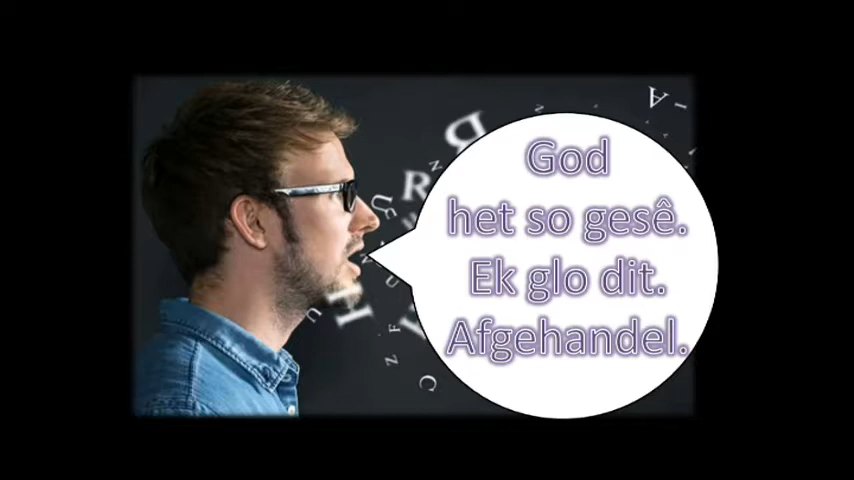 God
het so gesê.
Ek glo dit.
Afgehandel.